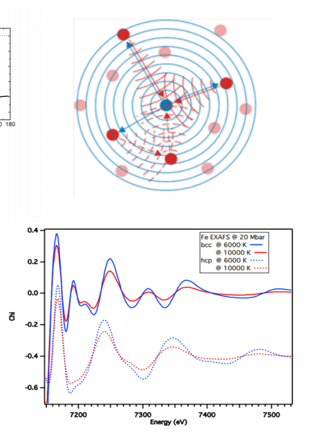 0 180
Fe EXAFS @ 20 Mbar
bcc @ 6000 K
@ 10000 K
hcp @ 6000 K
@ 10000 K
0.4
0.2
0.0
-0.2
-0.4
-0.6
Chi
7200 7300 7400 7500
Energy (eV)